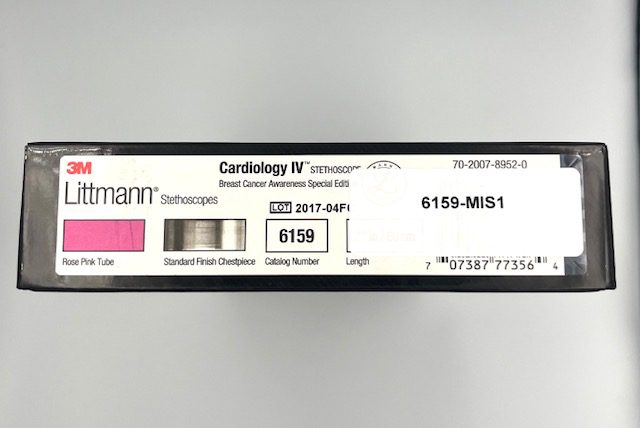 3M
Littmann® Stethoscopes
Cardiology IV™ STETHOSCOPE
Breast Cancer Awareness Special Editi
70-2007-8952-0
LOT 2017-04
6159-MIS1
6159
Rose Pink Tube
Standard Finish Chestpiece
Catalog Number
Length
7 07387 77356 4